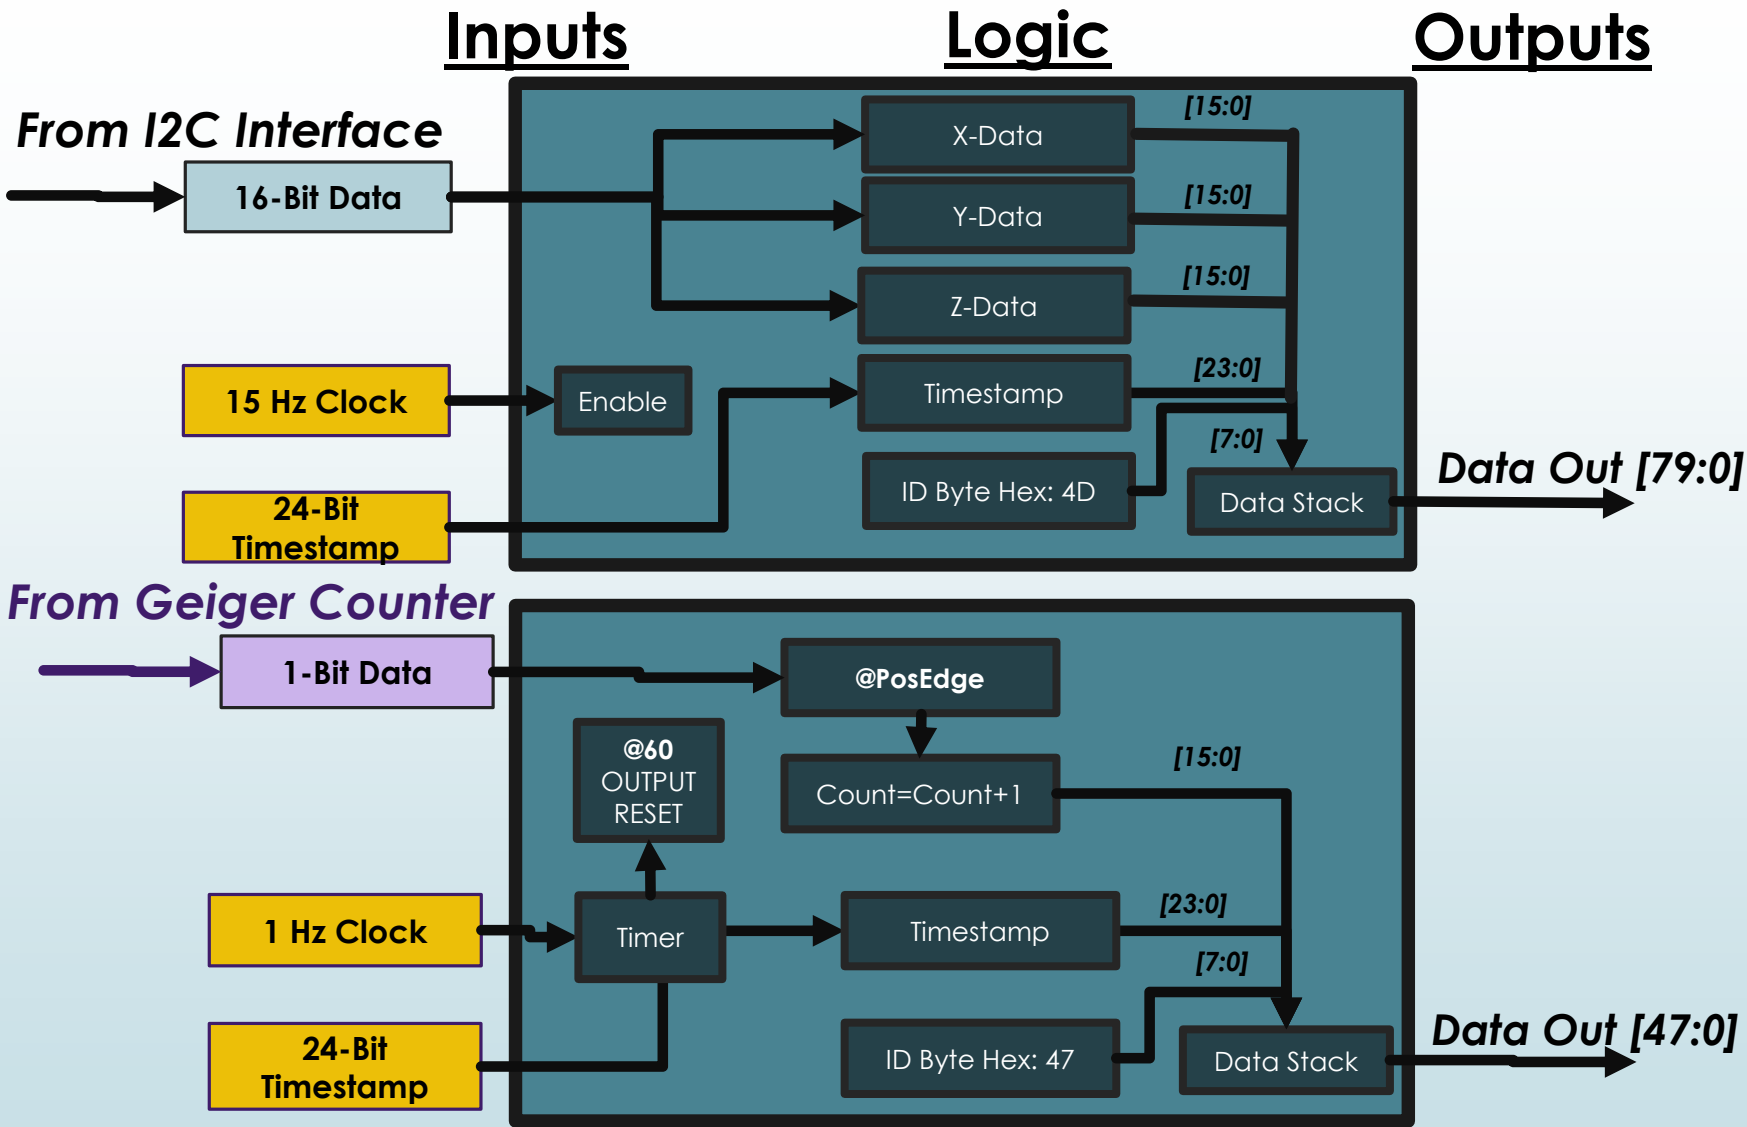 Inputs
Logic
Outputs
From I2C Interface
16-Bit Data
X-Data
[15:0]
Y-Data
[15:0]
Z-Data
[15:0]
15 Hz Clock
Enable
Timestamp
[23:0]
[7:0]
24-Bit
Timestamp
ID Byte Hex: 4D
Data Stack
Data Out [79:0]
From Geiger Counter
1-Bit Data
@PosEdge
@60
OUTPUT
RESET
Count=Count+1
[15:0]
1 Hz Clock
Timer
Timestamp
[23:0]
[7:0]
24-Bit
Timestamp
ID Byte Hex: 47
Data Stack
Data Out [47:0]